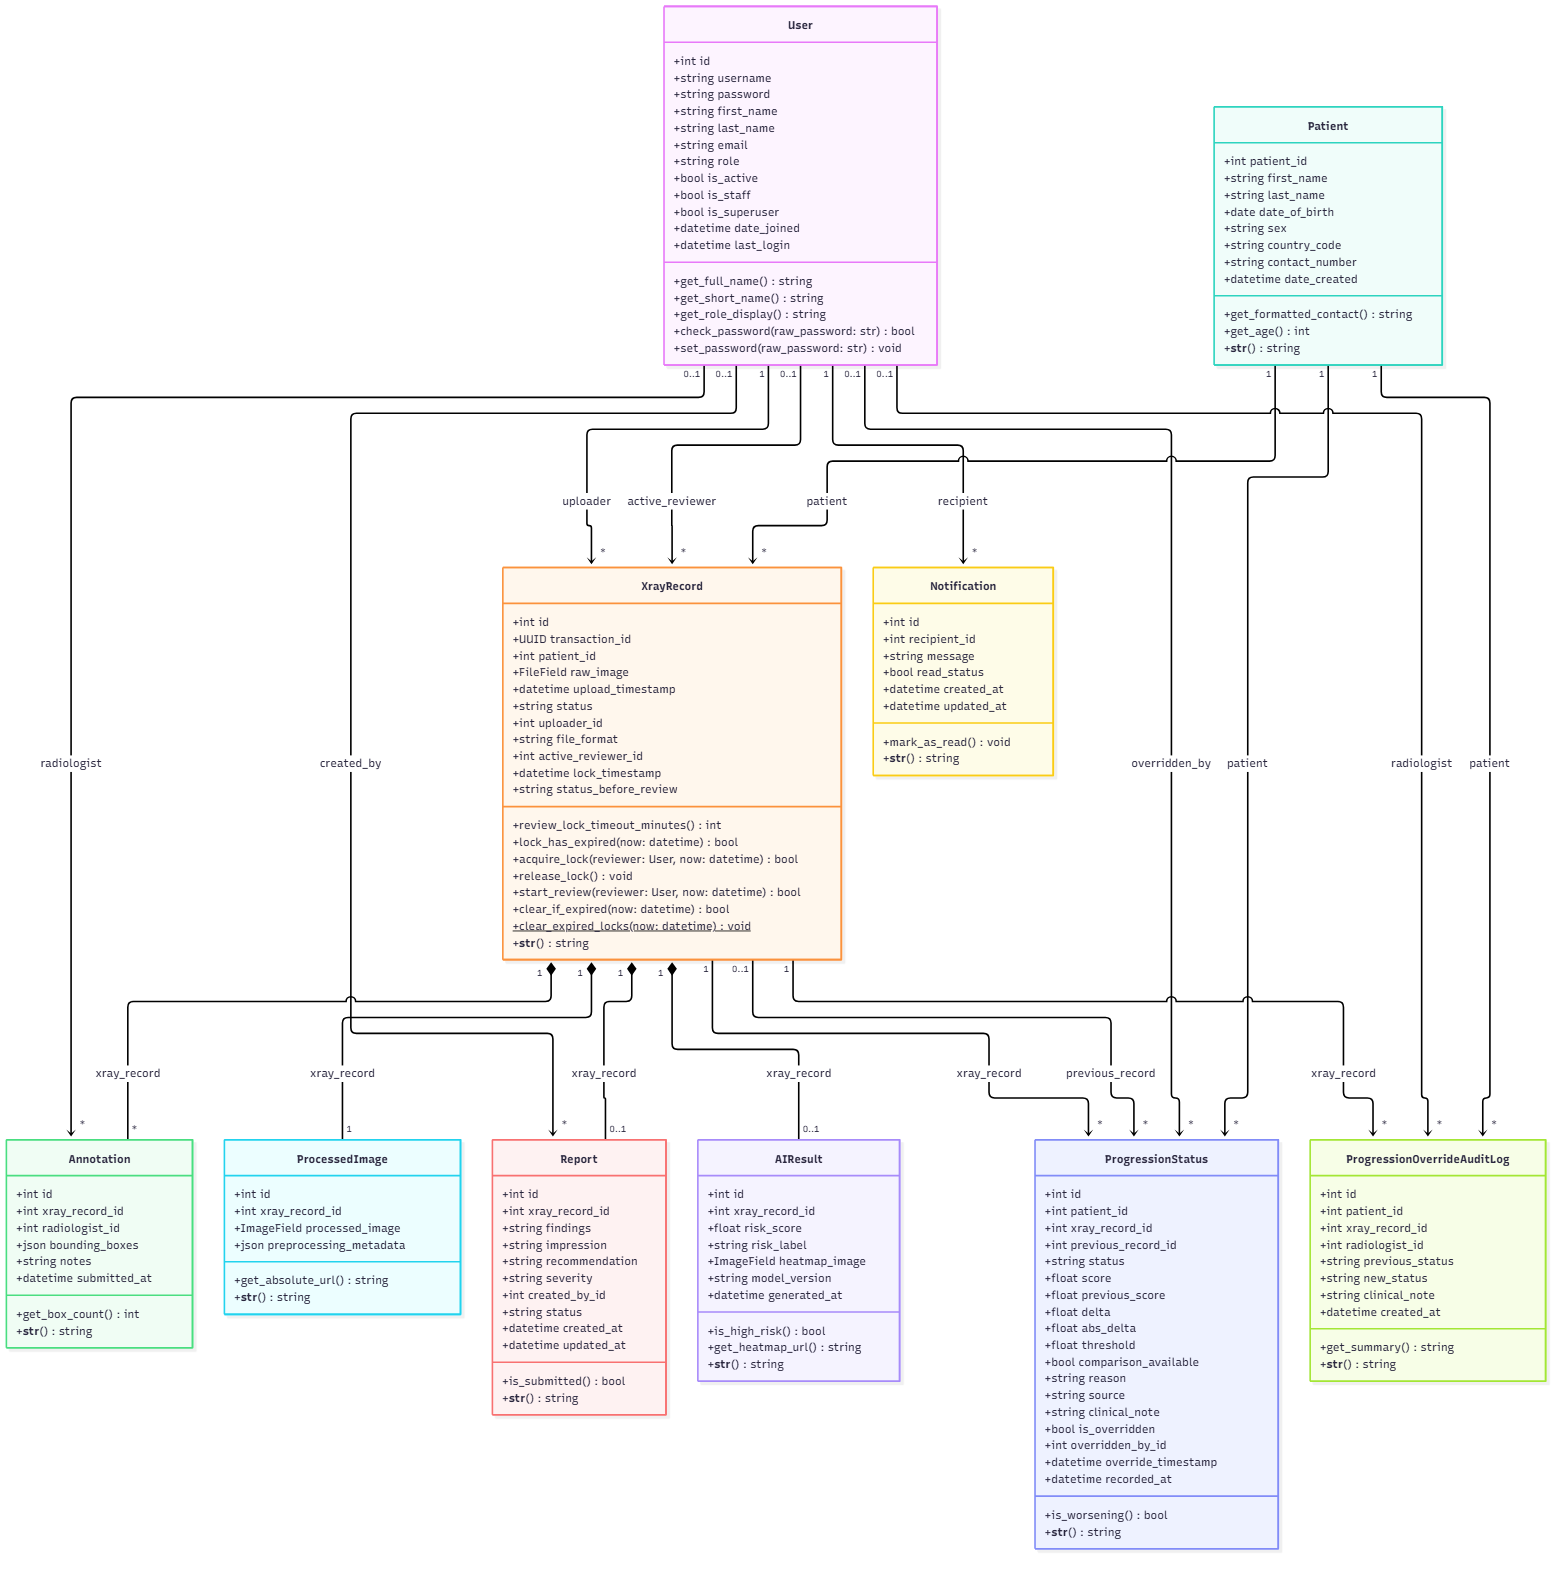 User
+int id
+string username
+string password
+string first_name
+string last_name
+string email
+string role
+bool is_active
+bool is_staff
+bool is_superuser
+datetime date_joined
+datetime last_login
+get_full_name() : string
+get_short_name() : string
+get_role_display() : string
+check_password(raw_password: str) : bool
+set_password(raw_password: str) : void
Patient
+int patient_id
+string first_name
+string last_name
+date date_of_birth
+string sex
+string country_code
+string contact_number
+datetime date_created
+get_formatted_contact() : string
+get_age() : int
+str() : string
0..1 0..1 1 0..1 1 0..1 0..1 1 1 1
uploader active_reviewer patient recipient
* * * *
XrayRecord
+int id
+UUID transaction_id
+int patient_id
+FileField raw_image
+datetime upload_timestamp
+string status
+int uploader_id
+string file_format
+int active_reviewer_id
+datetime lock_timestamp
+string status_before_review
+review_lock_timeout_minutes() : int
+lock_has_expired(now: datetime) : bool
+acquire_lock(reviewer: User, now: datetime) : bool
+release_lock() : void
+start_review(reviewer: User, now: datetime) : bool
+clear_if_expired(now: datetime) : bool
+clear_expired_locks(now: datetime) : void
+str() : string
Notification
+int id
+int recipient_id
+string message
+bool read_status
+datetime created_at
+datetime updated_at
+mark_as_read() : void
+str() : string
radiologist created_by overridden_by patient radiologist patient
1 1 1 1 1 0..1 1
xray_record xray_record xray_record xray_record xray_record previous_record xray_record
* * 1 * 0..1 0..1 * * * * * * *
Annotation
+int id
+int xray_record_id
+int radiologist_id
+json bounding_boxes
+string notes
+datetime submitted_at
+get_box_count() : int
+str() : string
ProcessedImage
+int id
+int xray_record_id
+ImageField processed_image
+json preprocessing_metadata
+get_absolute_url() : string
+str() : string
Report
+int id
+int xray_record_id
+string findings
+string impression
+string recommendation
+string severity
+int created_by_id
+string status
+datetime created_at
+datetime updated_at
+is_submitted() : bool
+str() : string
AIResult
+int id
+int xray_record_id
+float risk_score
+string risk_label
+ImageField heatmap_image
+string model_version
+datetime generated_at
+is_high_risk() : bool
+get_heatmap_url() : string
+str() : string
ProgressionStatus
+int id
+int patient_id
+int xray_record_id
+int previous_record_id
+string status
+float score
+float previous_score
+float delta
+float abs_delta
+float threshold
+bool comparison_available
+string reason
+string source
+string clinical_note
+bool is_overridden
+int overridden_by_id
+datetime override_timestamp
+datetime recorded_at
+is_worsening() : bool
+str() : string
ProgressionOverrideAuditLog
+int id
+int patient_id
+int xray_record_id
+int radiologist_id
+string previous_status
+string new_status
+string clinical_note
+datetime created_at
+get_summary() : string
+str() : string